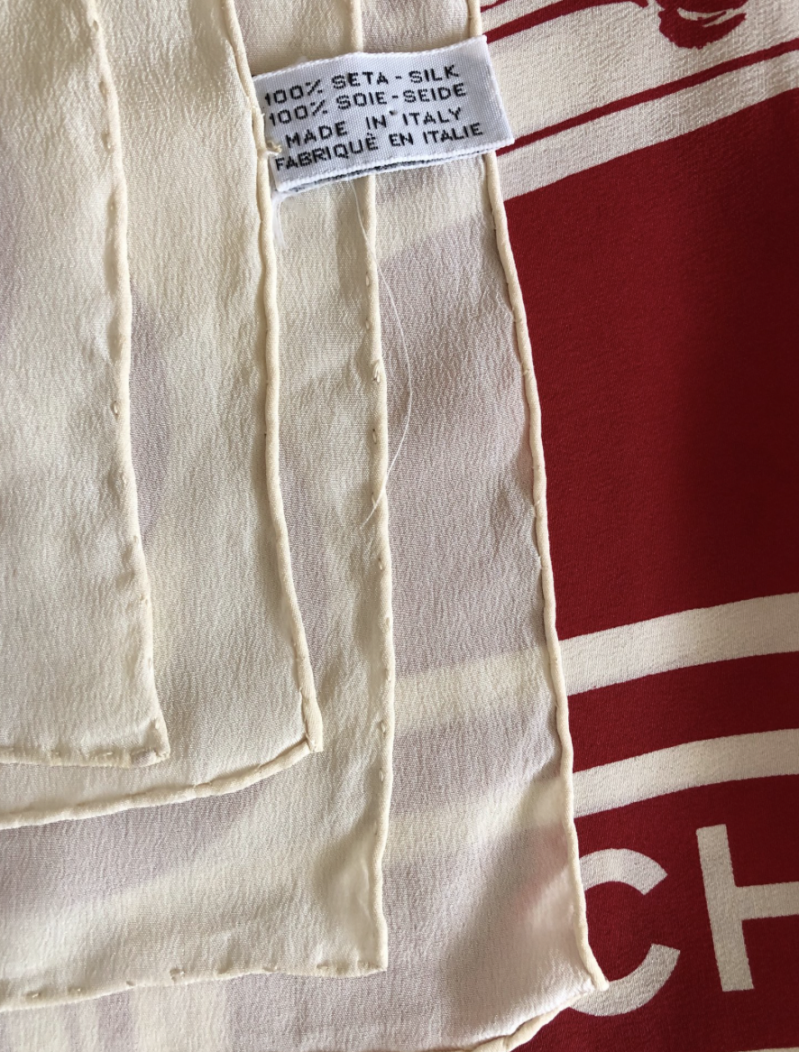 100% SETA - SILK
100% SOIE - SEIDE
MADE IN ITALY
FABRIQUÈ EN ITALIE
CH